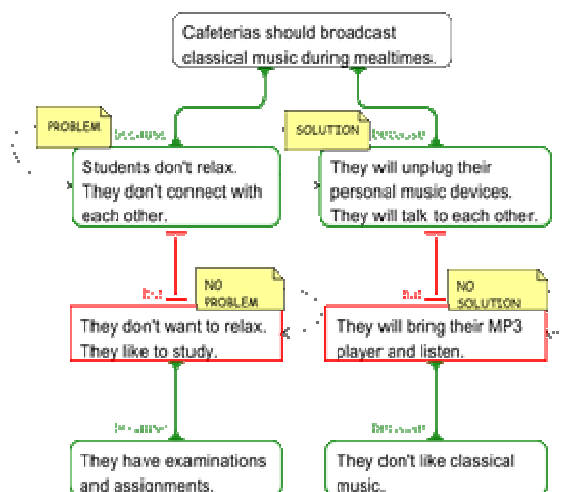 Cafeterias should broadcast
classical music during mealtimes.
PROBLEM
because
SOLUTION
because
Students don't relax.
They don't connect with
each other.
They will unplug their
personal music devices.
They will talk to each other.
but
NO
PROBLEM
but
NO
SOLUTION
They don't want to relax.
They like to study.
They will bring their MP3
player and listen.
because
because
They have examinations
and assignments.
They don't like classical
music.